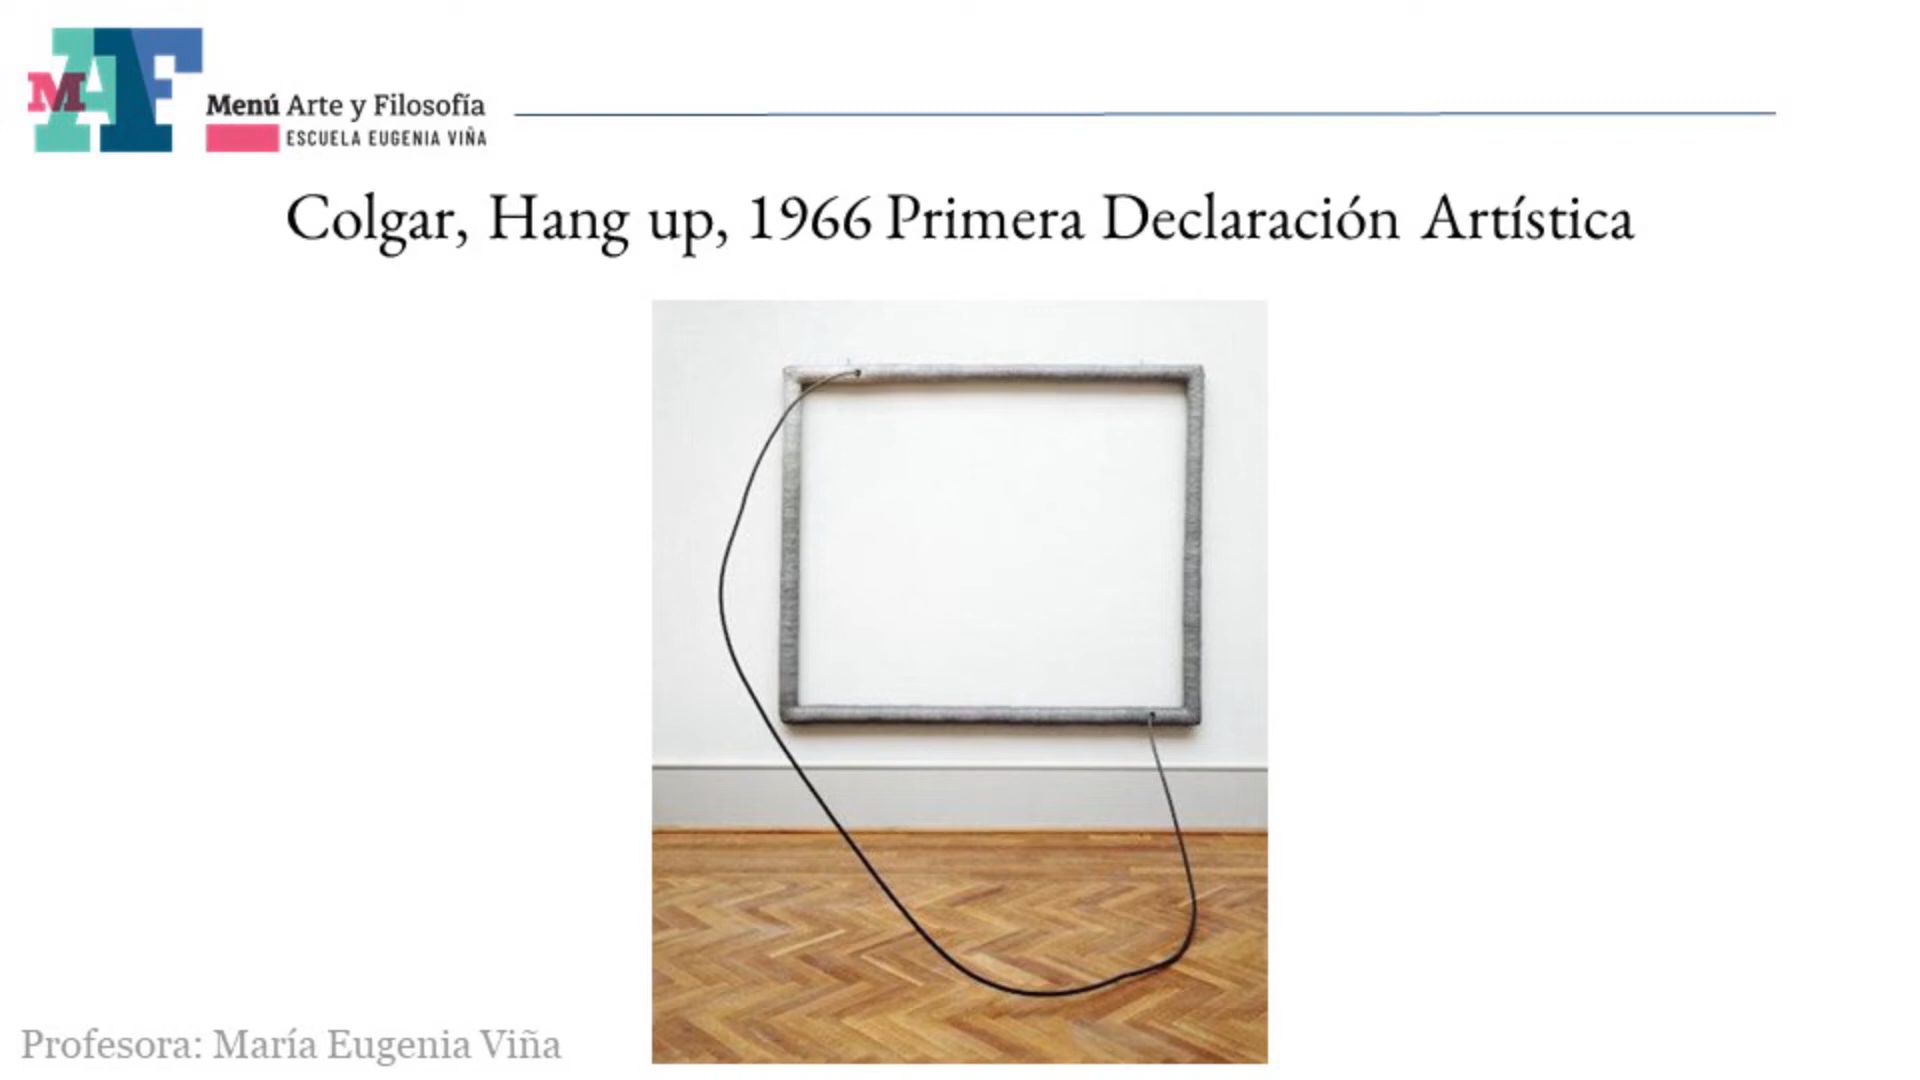 MAF
Menú Arte y Filosofía
ESCUELA EUGENIA VIÑA
Colgar, Hang up, 1966 Primera Declaración Artística
Profesora: María Eugenia Viña